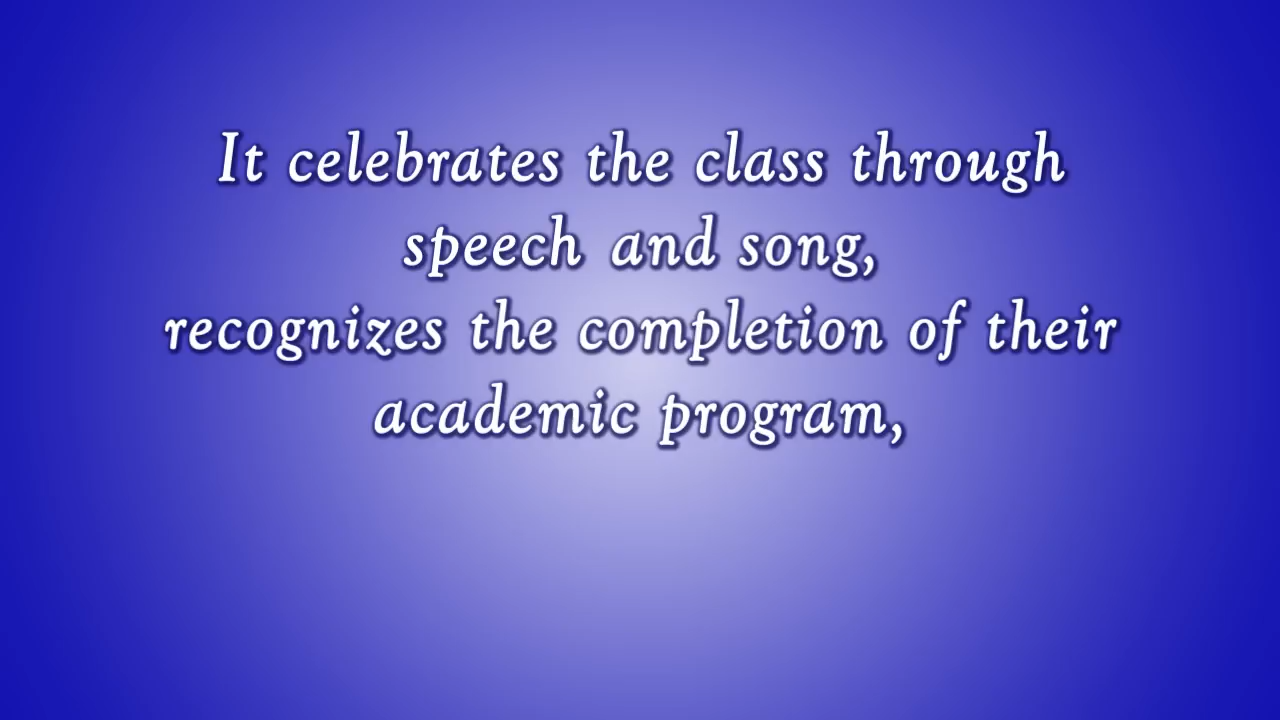 It celebrates the class through
speech and song,
recognizes the completion of their
academic program,